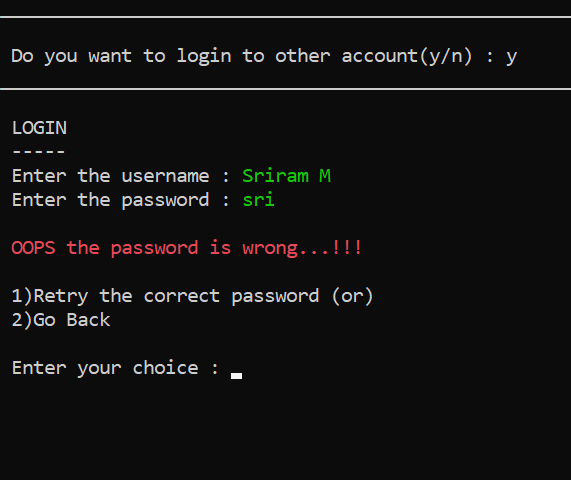 Do you want to login to other account(y/n) : y
LOGIN
-----
Enter the username : Sriram M
Enter the password : sri
OOPS the password is wrong...!!!
1)Retry the correct password (or)
2)Go Back
Enter your choice :